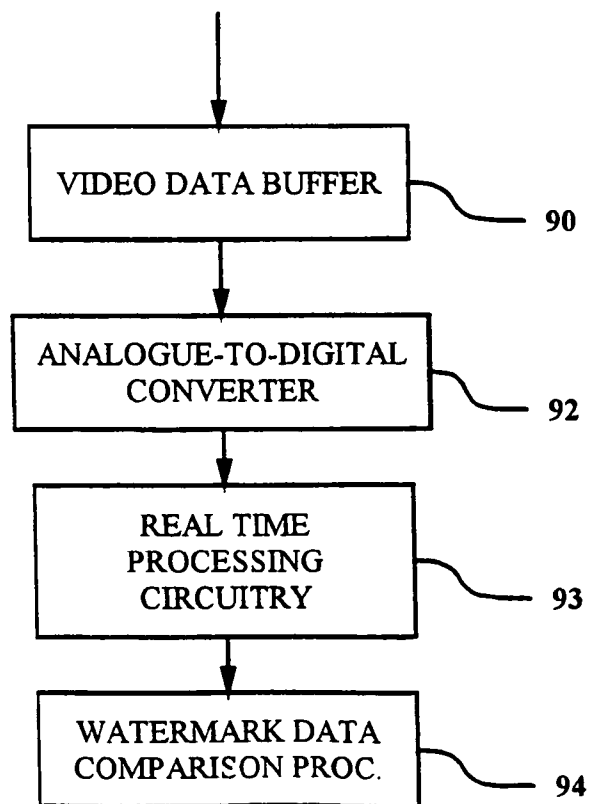 VIDEO DATA BUFFER
90
ANALOGUE-TO-DIGITAL
CONVERTER
92
REAL TIME
PROCESSING
CIRCUITRY
93
WATERMARK DATA
COMPARISON PROC.
94